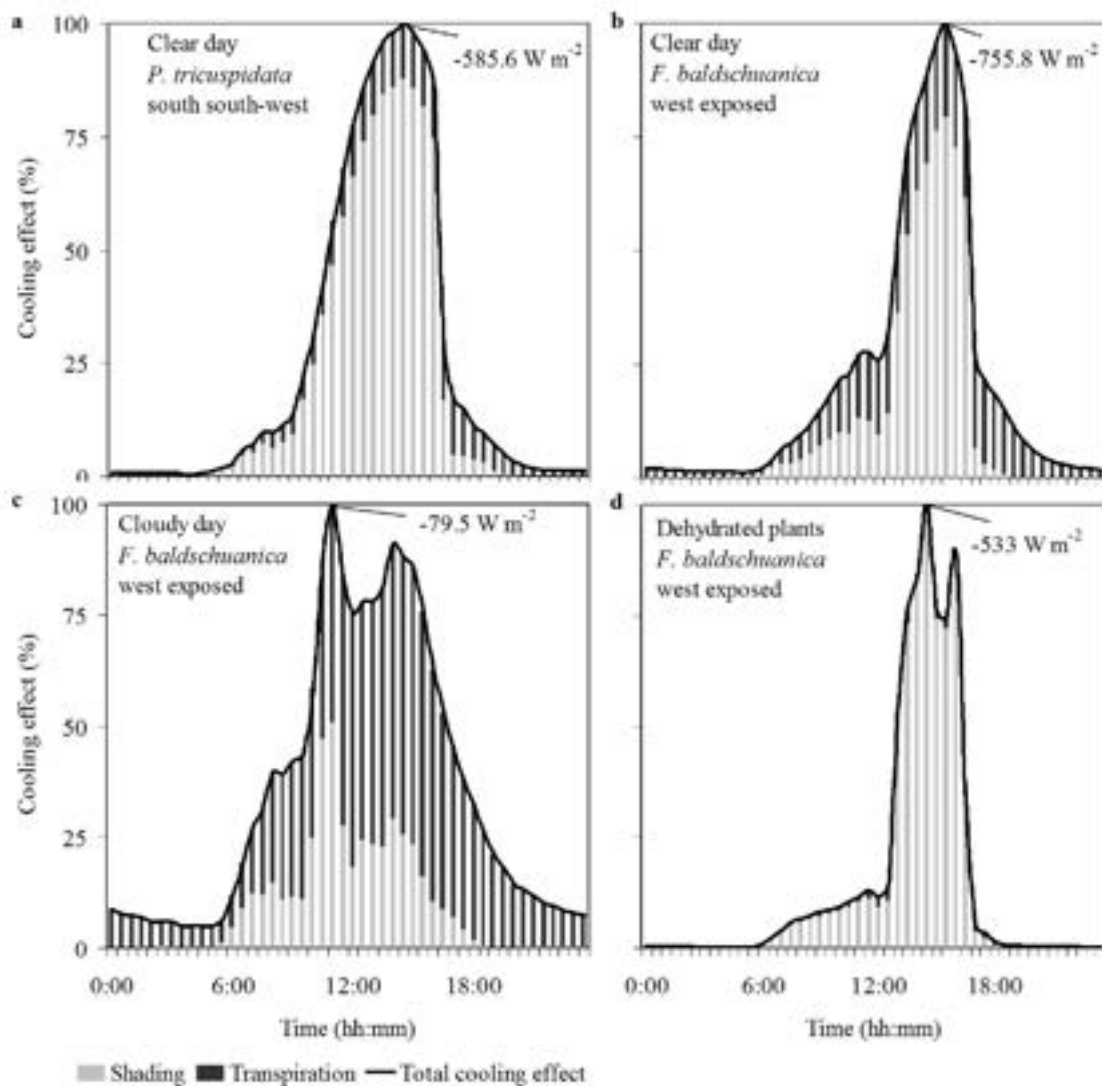 a
Clear day
P. tricuspidata
south south-west
-585.6 W m-2
100
75
50
25
0
Cooling effect (%)
b
Clear day
F. baldschuanica
west exposed
-755.8 W m-2
c
Cloudy day
F. baldschuanica
west exposed
-79.5 W m-2
100
75
50
25
0
Cooling effect (%)
0:00 6:00 12:00 18:00
Time (hh:mm)
d
Dehydrated plants
F. baldschuanica
west exposed
-533 W m-2
0:00 6:00 12:00 18:00
Time (hh:mm)
Shading Transpiration Total cooling effect